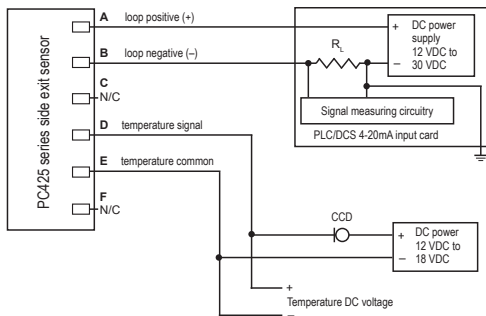 PC425 series side exit sensor
A loop positive (+)
B loop negative (–)
C
N/C
D temperature signal
E temperature common
F
N/C
+ DC power
supply
12 VDC to
– 30 VDC
RL
Signal measuring circuitry
PLC/DCS 4-20mA input card
CCD
+ DC power
12 VDC to
– 18 VDC
+
Temperature DC voltage
–